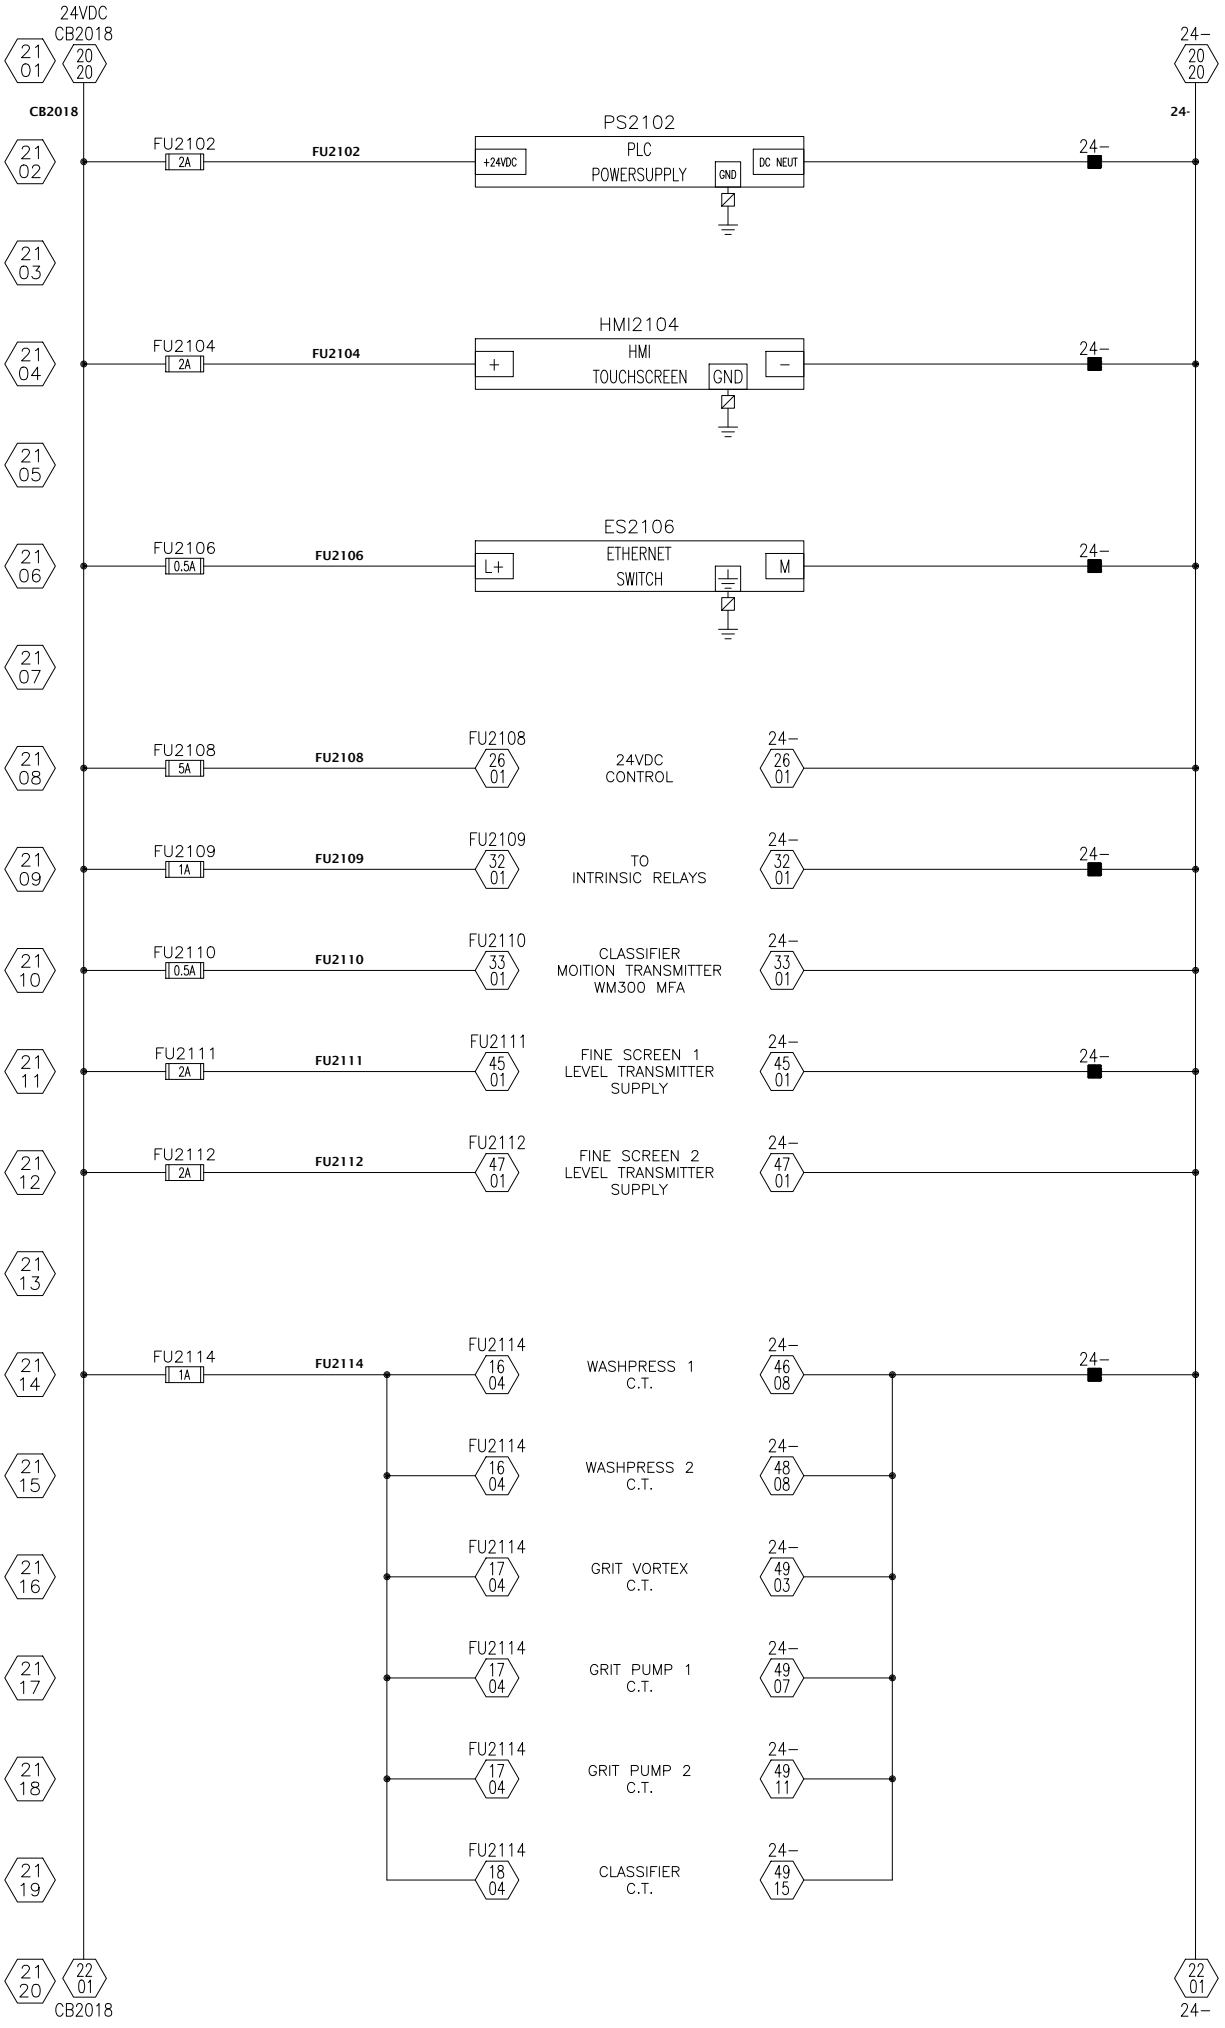 24VDC
CB2018
24-
21
01
20
20
20
20
CB2018
24-
PS2102
FU2102
2A
FU2102
+24VDC
PLC
POWERSUPPLY
GND
DC NEUT
24-
21
02
21
03
HMI2104
FU2104
2A
FU2104
+
HMI
TOUCHSCREEN
GND
-
24-
21
04
21
05
ES2106
FU2106
0.5A
FU2106
L+
ETHERNET
SWITCH
M
24-
21
06
21
07
21
08
FU2108
5A
FU2108
FU2108
26
01
24VDC
CONTROL
24-
26
01
21
09
FU2109
1A
FU2109
FU2109
32
01
TO
INTRINSIC RELAYS
24-
32
01
24-
21
10
FU2110
0.5A
FU2110
FU2110
33
01
CLASSIFIER
MOITION TRANSMITTER
WM300 MFA
24-
33
01
21
11
FU2111
2A
FU2111
FU2111
45
01
FINE SCREEN 1
LEVEL TRANSMITTER
SUPPLY
24-
45
01
24-
21
12
FU2112
2A
FU2112
FU2112
47
01
FINE SCREEN 2
LEVEL TRANSMITTER
SUPPLY
24-
47
01
21
13
21
14
FU2114
1A
FU2114
FU2114
16
04
WASHPRESS 1
C.T.
24-
46
08
24-
21
15
FU2114
16
04
WASHPRESS 2
C.T.
24-
48
08
21
16
FU2114
17
04
GRIT VORTEX
C.T.
24-
49
03
21
17
FU2114
17
04
GRIT PUMP 1
C.T.
24-
49
07
21
18
FU2114
17
04
GRIT PUMP 2
C.T.
24-
49
11
21
19
FU2114
18
04
CLASSIFIER
C.T.
24-
49
15
21
20
22
01
CB2018
22
01
24-